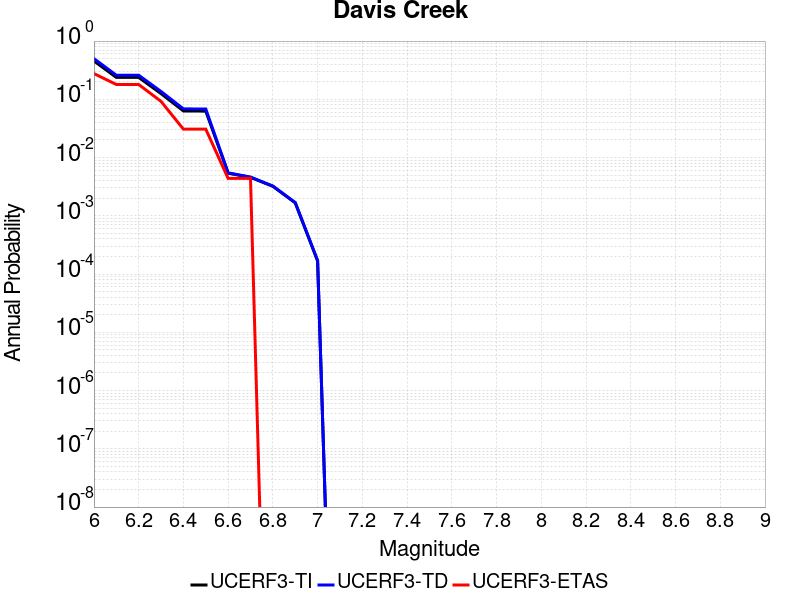 Davis Creek
10^0
10^-1
10^-2
10^-3
10^-4
10^-5
10^-6
10^-7
10^-8
Annual Probability
6 6.2 6.4 6.6 6.8 7 7.2 7.4 7.6 7.8 8 8.2 8.4 8.6 8.8 9
Magnitude
UCERF3-TI UCERF3-TD UCERF3-ETAS